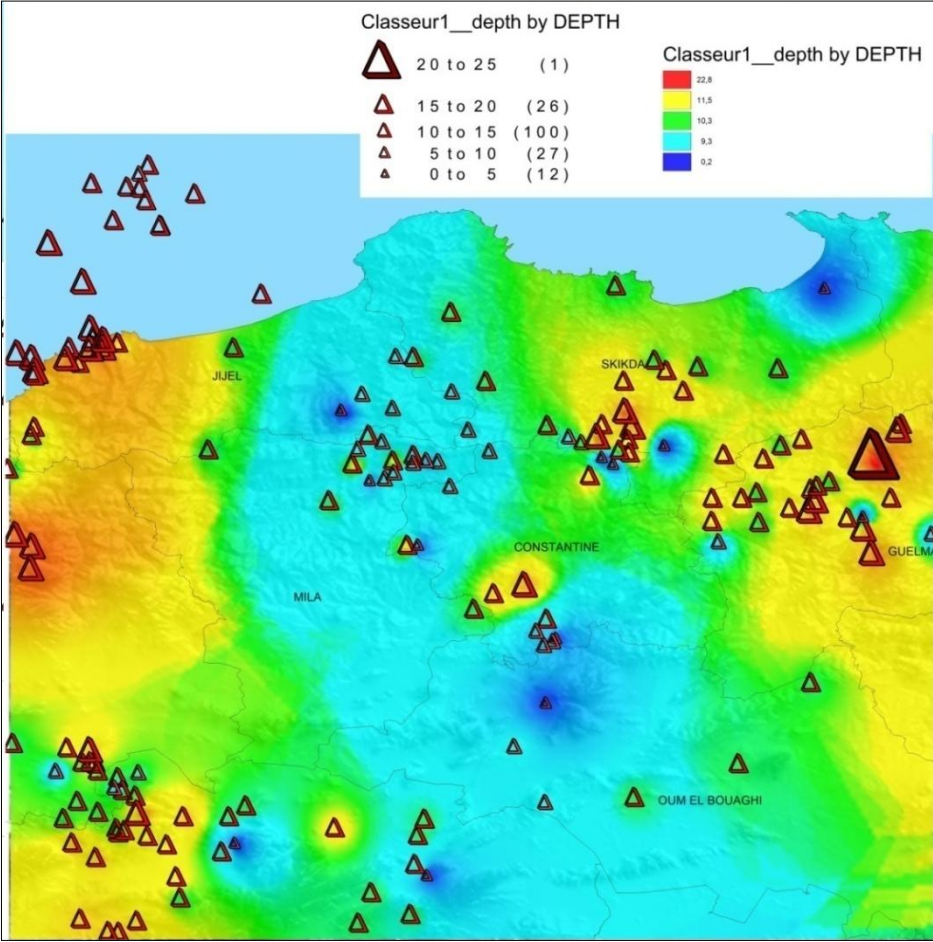 Classeur1__depth by DEPTH
20 to 25 (1)
15 to 20 (26)
10 to 15 (100)
5 to 10 (27)
0 to 5 (12)
Classeur1__depth by DEPTH
22,8
11,5
10,3
9,3
0,2
SKIKDA
JIJEL
CONSTANTINE
GUELMA
MILA
OUM EL BOUAGHI